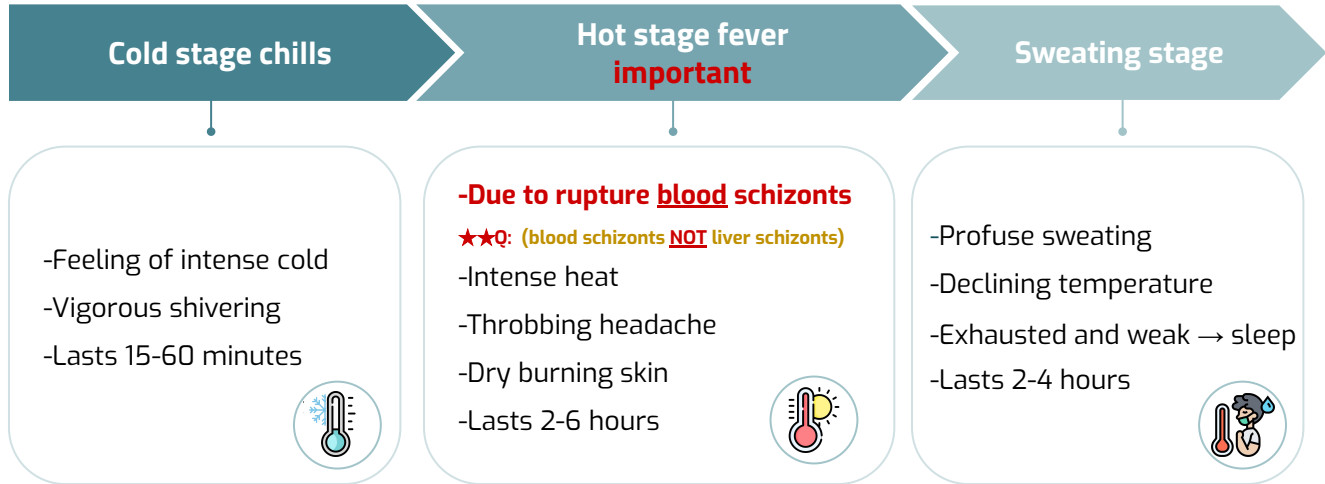 Cold stage chills
Hot stage fever
important
Sweating stage
-Feeling of intense cold
-Vigorous shivering
-Lasts 15-60 minutes
-Due to rupture blood schizonts
★★Q: (blood schizonts NOT liver schizonts)
-Intense heat
-Throbbing headache
-Dry burning skin
-Lasts 2-6 hours
-Profuse sweating
-Declining temperature
-Exhausted and weak → sleep
-Lasts 2-4 hours